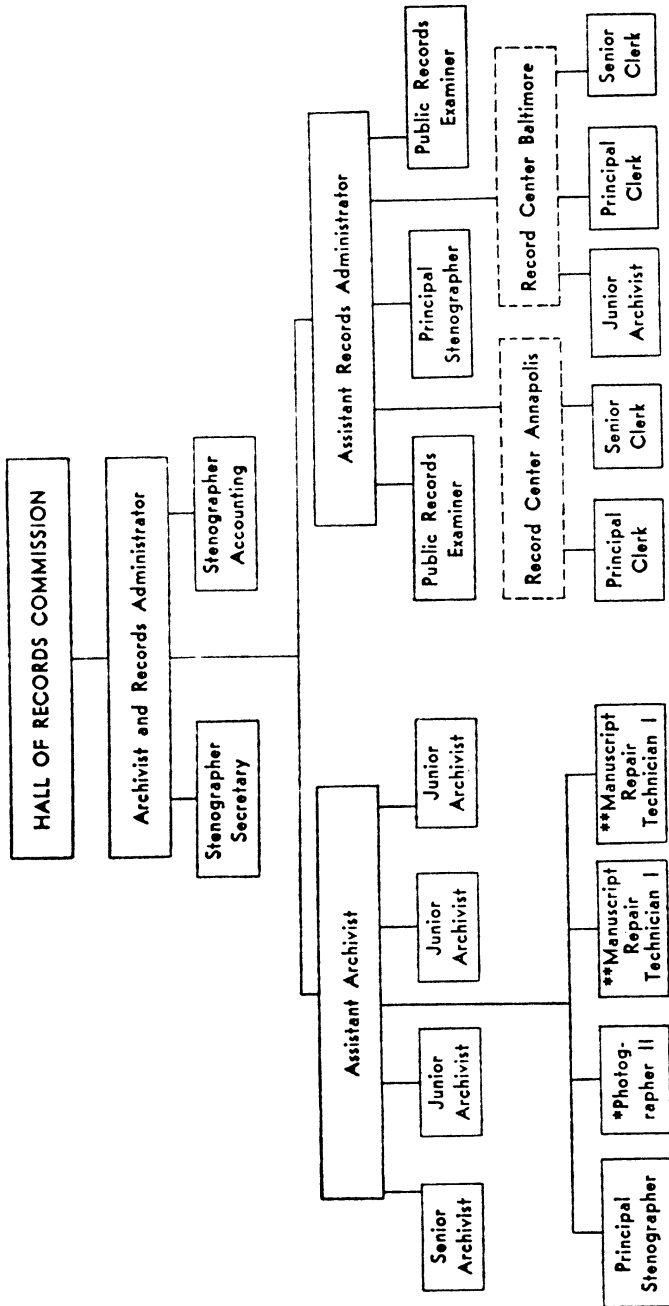 HALL OF RECORDS COMMISSION
Archivist and Records Administrator
Stenographer
Secretary
Stenographer
Accounting
Assistant Archivist
Senior
Archivist
Junior
Archivist
Junior
Archivist
Junior
Archivist
Principal
Stenographer
*Photog-
rapher II
**Manuscript
Repair
Technician I
**Manuscript
Repair
Technician I
Assistant Records Administrator
Public Records
Examiner
Principal
Stenographer
Public Records
Examiner
Record Center Annapolis
Record Center Baltimore
Principal
Clerk
Senior
Clerk
Junior
Archivist
Principal
Clerk
Senior
Clerk